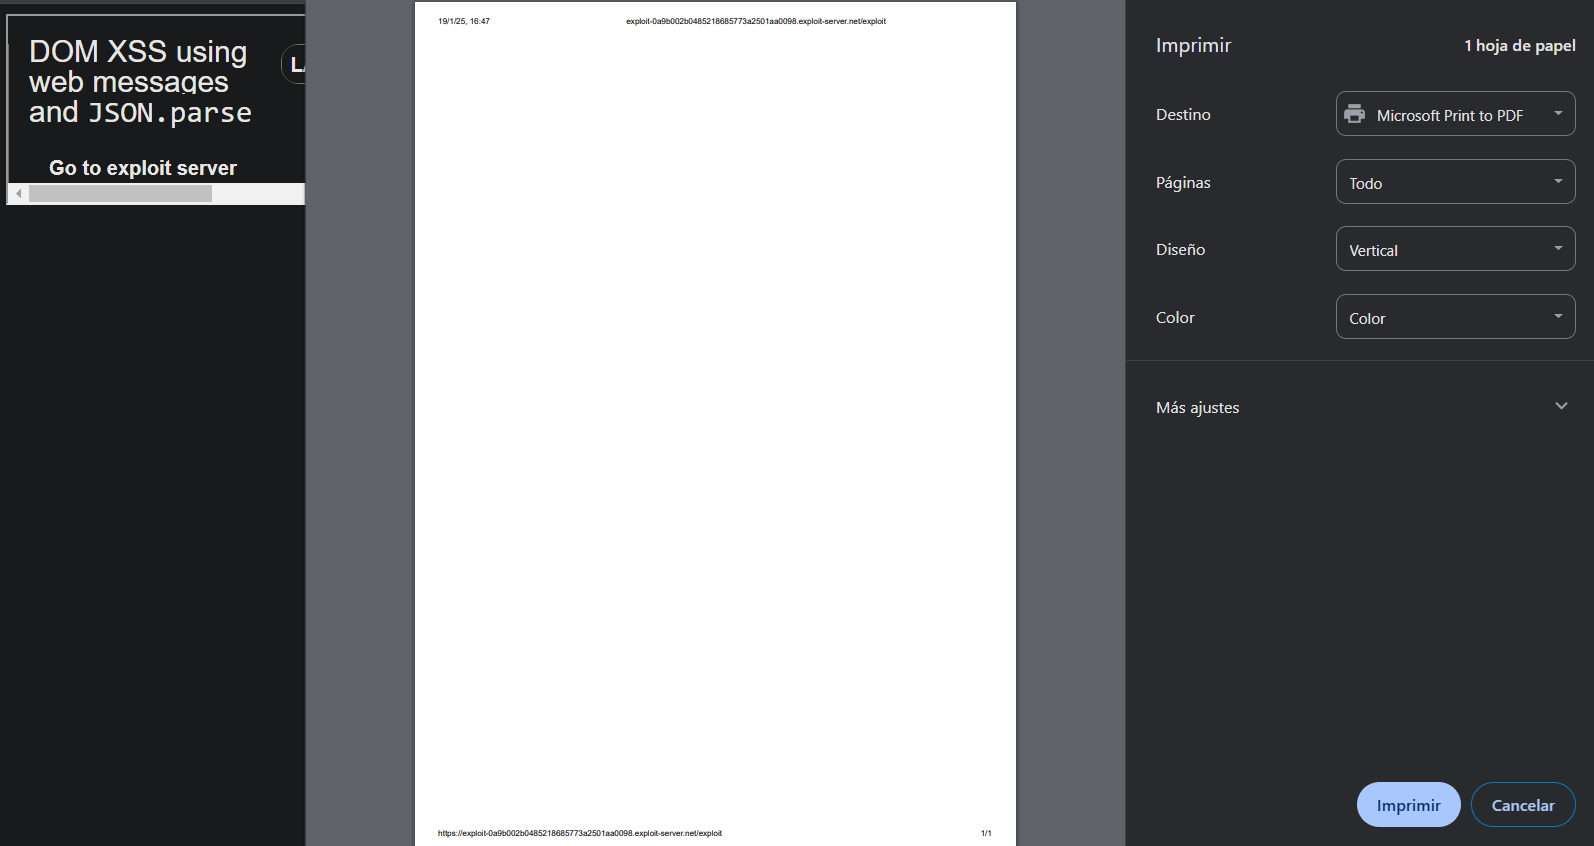 DOM XSS using
web messages
and JSON.parse
Go to exploit server
19/1/25, 16:47
exploit-0a9b002b0485218685773a2501aa0098.exploit-server.net/exploit
https://exploit-0a9b002b0485218685773a2501aa0098.exploit-server.net/exploit
1/1
Imprimir
1 hoja de papel
Destino
Microsoft Print to PDF
Páginas
Todo
Diseño
Vertical
Color
Color
Más ajustes
Imprimir
Cancelar